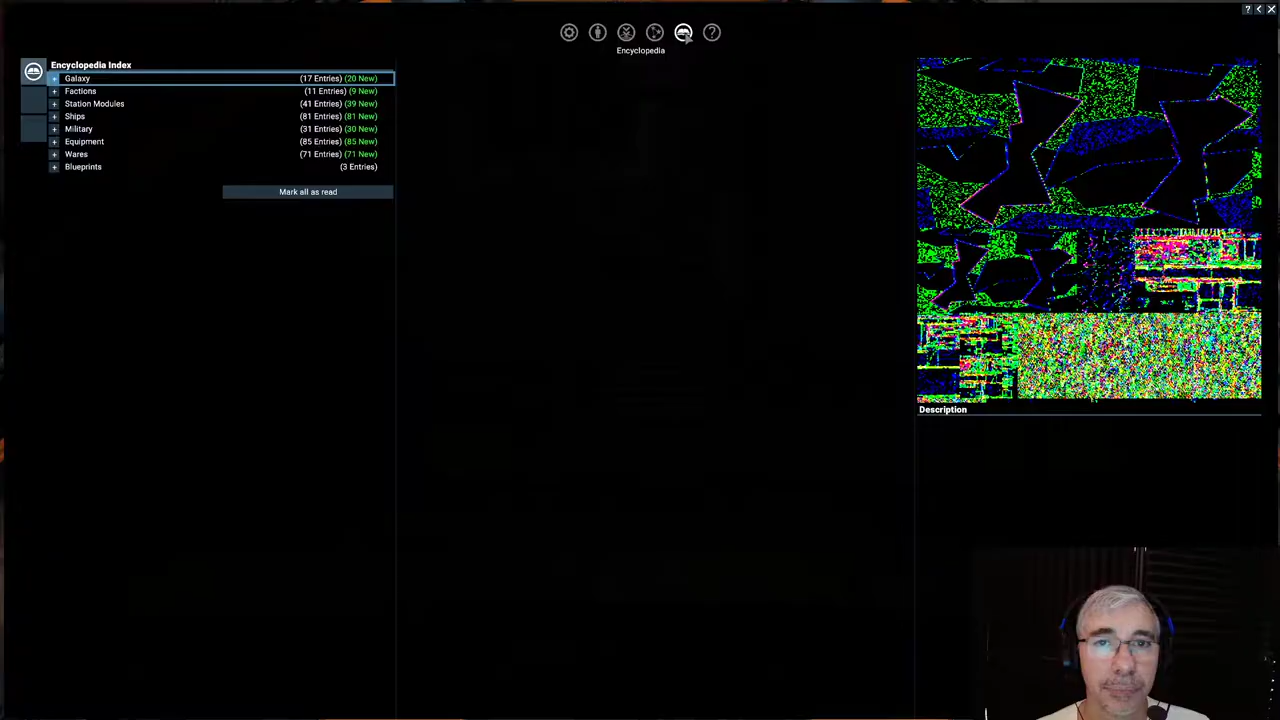 Encyclopedia
Encyclopedia Index
+ Galaxy (17 Entries) (20 New)
+ Factions (11 Entries) (9 New)
+ Station Modules (41 Entries) (39 New)
+ Ships (81 Entries) (81 New)
+ Military (31 Entries) (30 New)
+ Equipment (85 Entries) (85 New)
+ Wares (71 Entries) (71 New)
+ Blueprints (3 Entries)
Mark all as read
Description